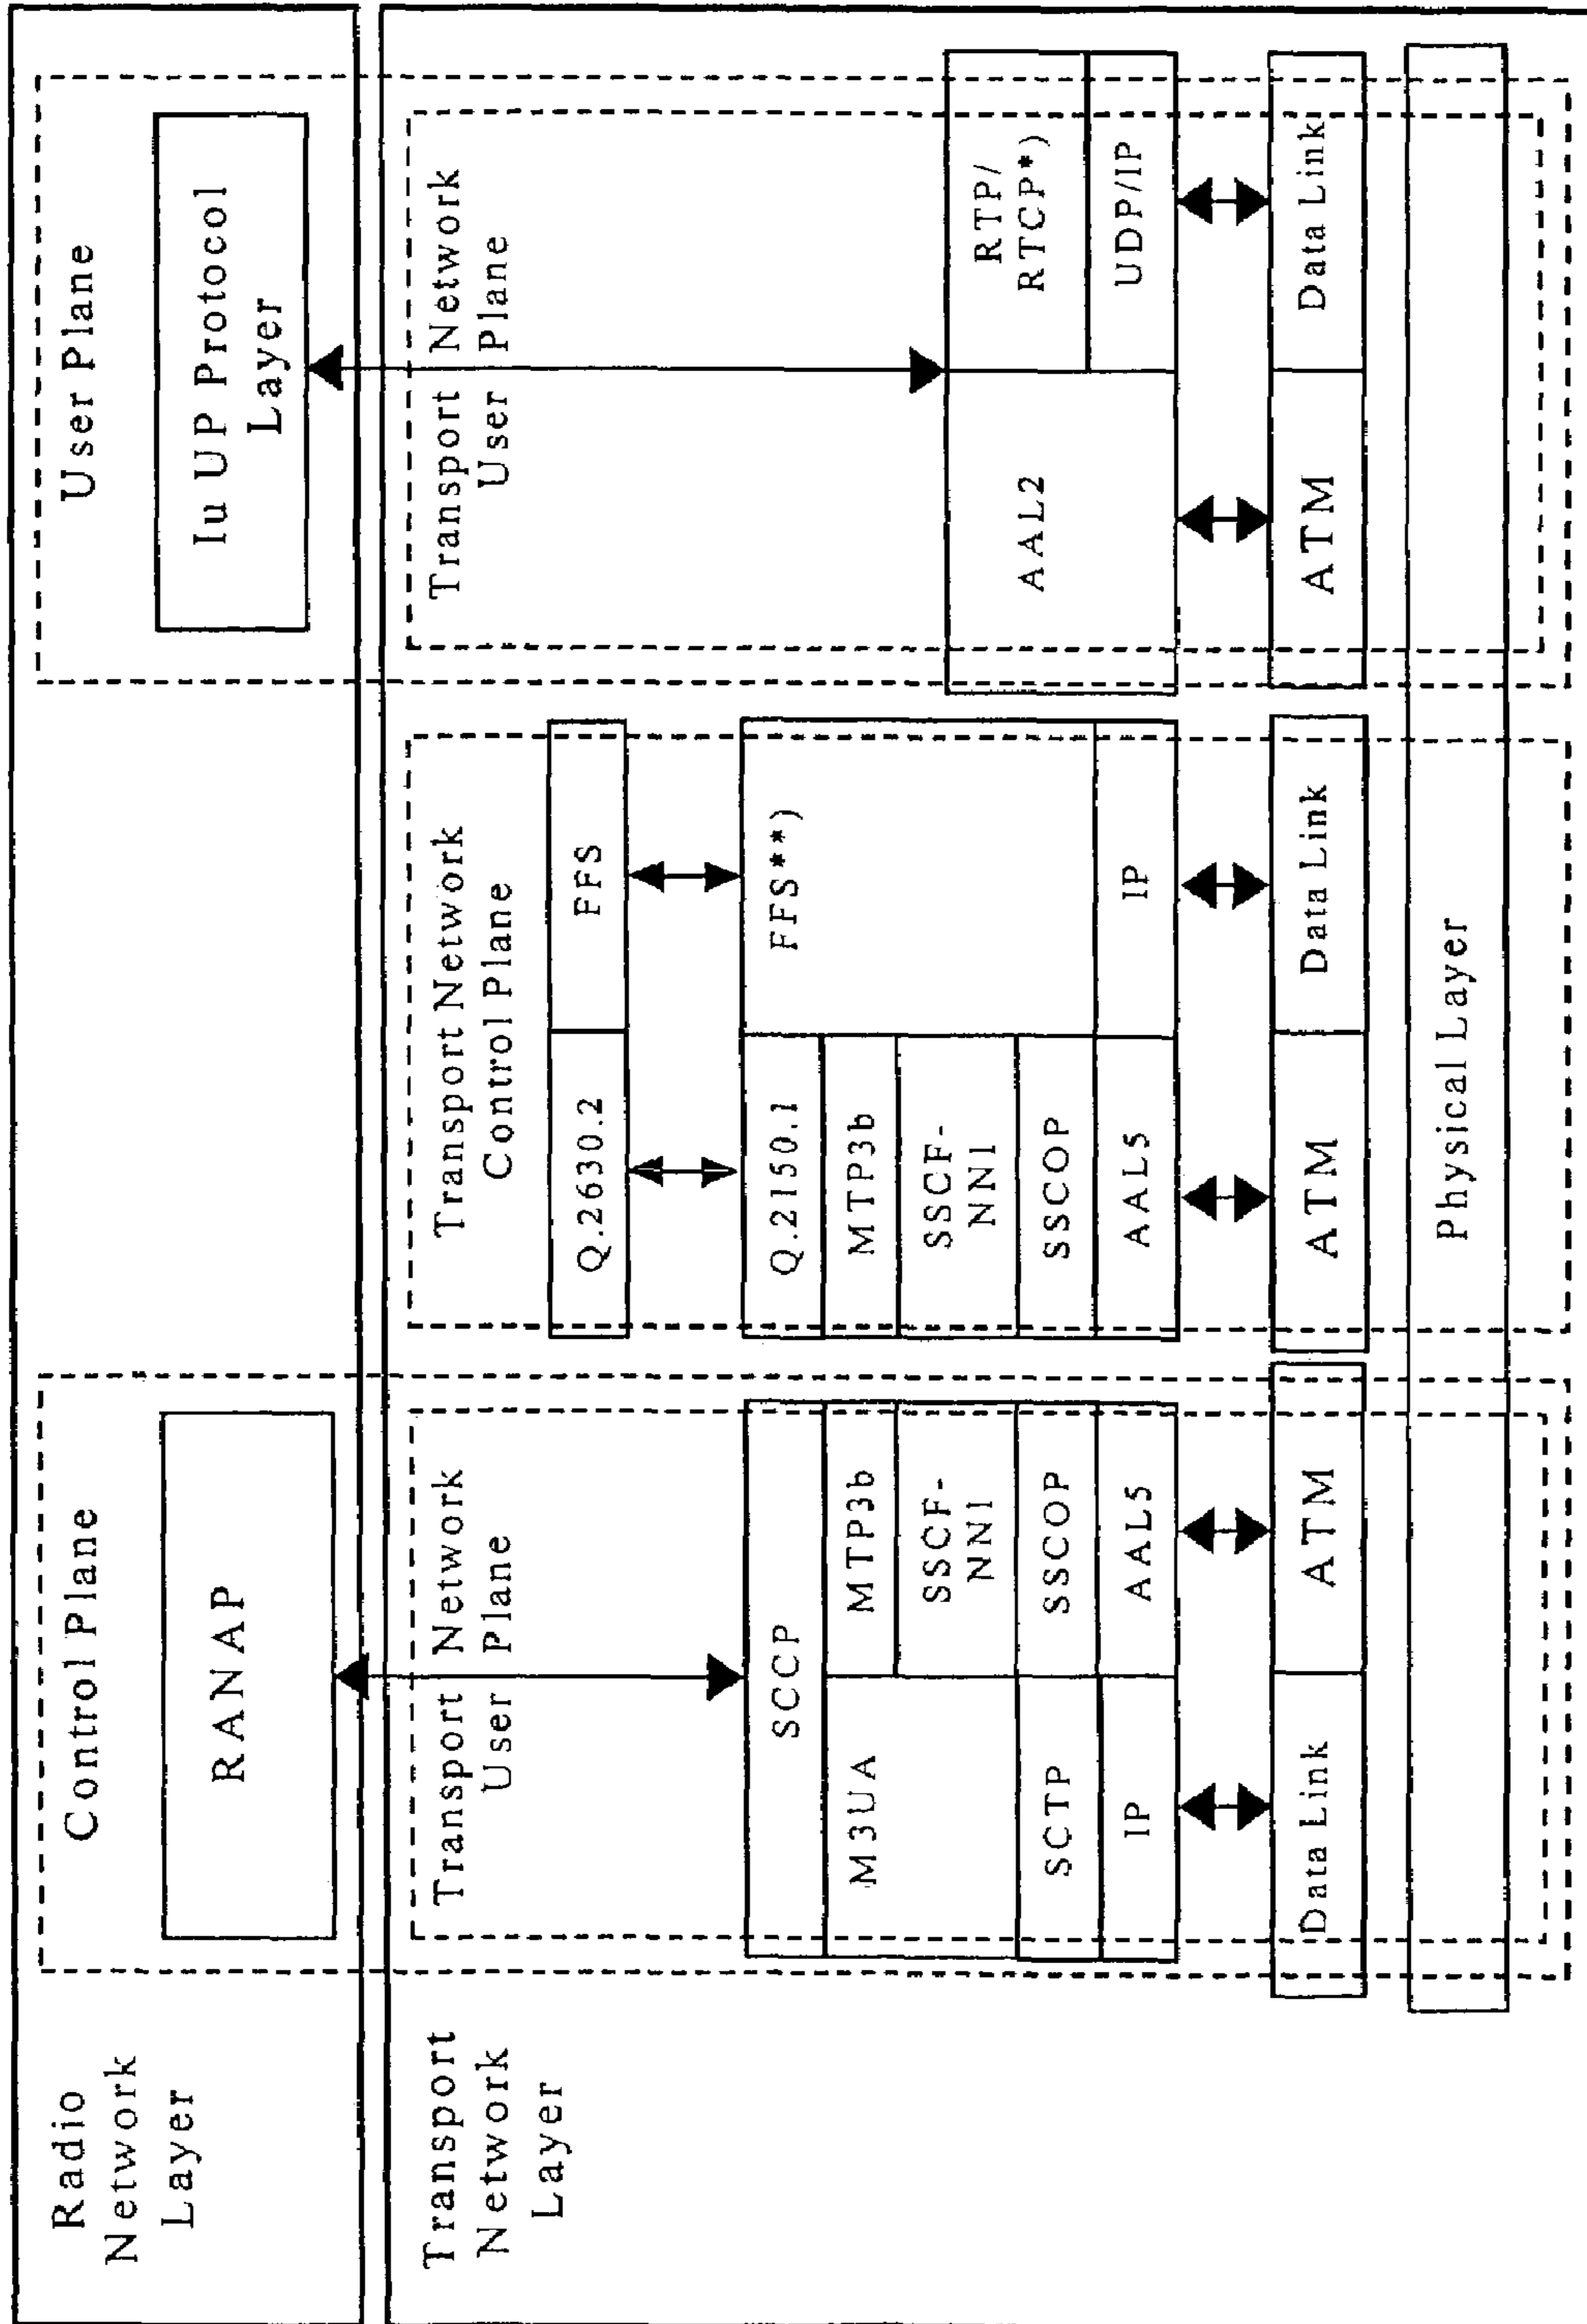 Radio
Network
Layer
Control Plane
RANAP
User Plane
Iu UP Protocol
Layer
Transport
Network
Layer
Transport Network
User Plane
SCCP
M3UA
MTP3b
SSCF-
NNI
SCTP
SSCOP
IP
AAL5
Data Link
ATM
Transport Network
Control Plane
Q.2630.2
FFS
Q.2150.1
FFS**)
MTP3b
SSCF-
NNI
SSCOP
AAL5
IP
ATM
Data Link
Transport Network
User Plane
AAL2
RTP/
RTCP*)
UDP/IP
ATM
Data Link
Physical Layer